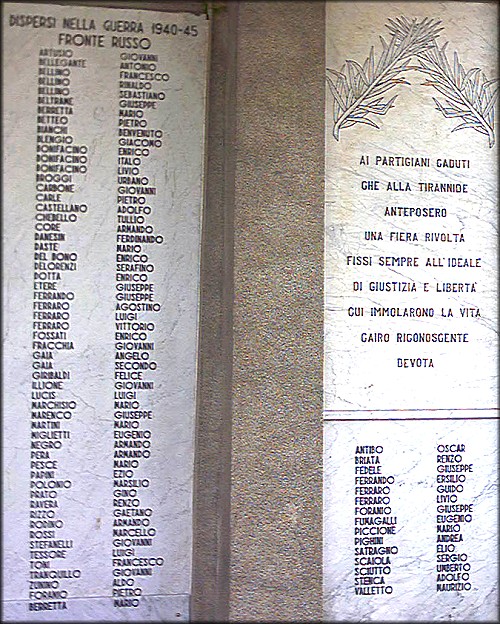 DISPERSI NELLA GUERRA 1940-45
FRONTE RUSSO
ARTUSIO GIOVANNI
BELLEGANTE ANTONIO
BELLINO FRANCESCO
BELLINO RINALDO
BELLINO SEBASTIANO
BELTRAME GIUSEPPE
BERRETTA MARIO
BETTEO PIETRO
BIANCHI BENVENUTO
BLENGIO GIACOMO
BONIFACINO ENRICO
BONIFACINO ITALO
BONIFACINO LIVIO
BROGGI URBANO
CARBONE GIOVANNI
CARLE PIETRO
CASTELLANO ADOLFO
CHEBELLO TULLIO
CORE ARMANDO
DANESIN FERDINANDO
DASTE MARIO
DEL BONO ENRICO
DELORENZI SERAFINO
DOTTA ENRICO
ETERE GIUSEPPE
FERRANDO GIUSEPPE
FERRARO AGOSTINO
FERRARO LUIGI
FERRARO VITTORIO
FOSSATI ENRICO
FRACCHIA GIOVANNI
GAIA ANGELO
GAIA SECONDO
GIRIBALDI FELICE
ILLIONE GIOVANNI
LUCIS LUIGI
MARCHISIO MARIO
MARENCO GIUSEPPE
MARTINI MARIO
MIGLIETTI EUGENIO
NEGRO ARMANDO
PERA ARMANDO
PESCE MARIO
PAPINI EZIO
POLONIO MARSILIO
PRATO GINO
RAVERA RENZO
RIZZO GAETANO
RODINO ARMANDO
ROSSI MARCELLO
STEFANELLI GIOVANNI
TESSORE LUIGI
TONI FRANCESCO
TRANQUILLO GIOVANNI
ZUNINO ALDO
FORANIO PIETRO
BERRETTA MARIO
AI PARTIGIANI CADUTI
CHE ALLA TIRANNIDE
ANTEPOSERO
UNA FIERA RIVOLTA
FISSI SEMPRE ALL'IDEALE
DI GIUSTIZIA E LIBERTA'
CUI IMMOLARONO LA VITA
CAIRO RICONOSCENTE
DEVOTA
ANTIBO OSCAR
BRIATA RENZO
FEDELE GIUSEPPE
FERRANDO ERSILIO
FERRARO GUIDO
FERRARO LIVIO
FORANIO GIUSEPPE
FUMAGALLI EUGENIO
PICCIONE MARIO
PIGHINI ANDREA
SATRAGNO ELIO
SCAIOLA SERGIO
SCIUTTO UMBERTO
STENCA ADOLFO
VALLETTO MAURIZIO